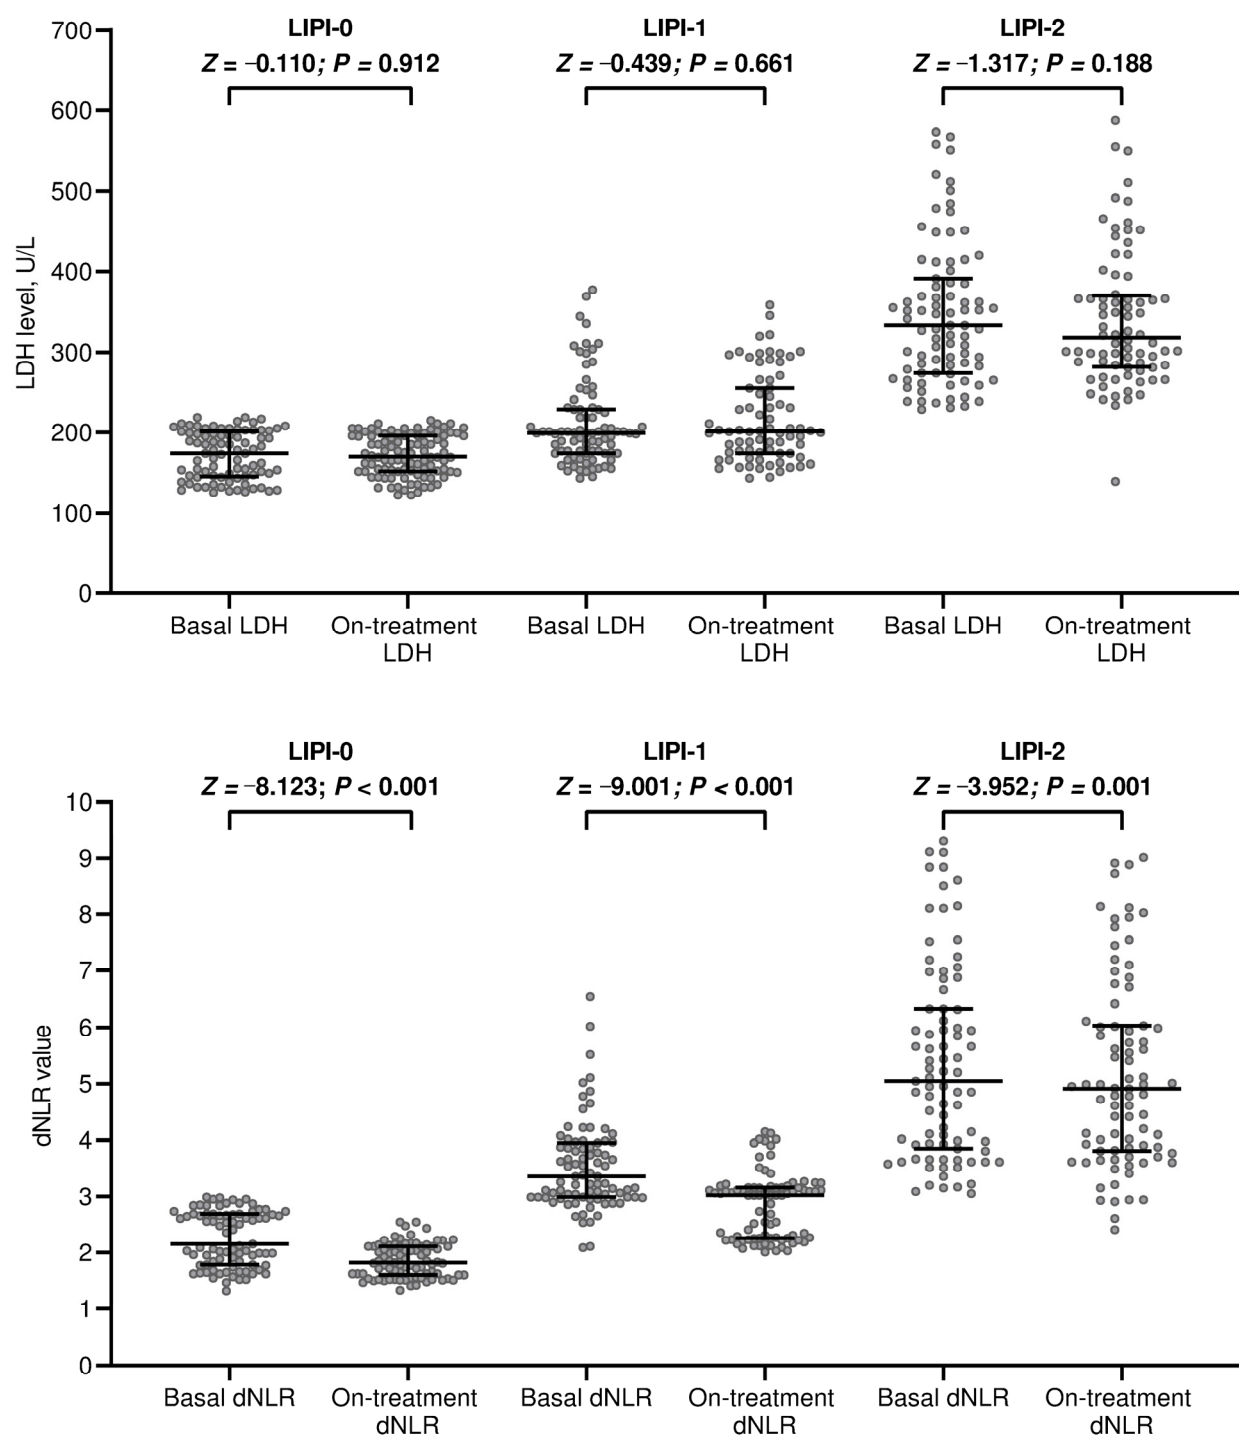 LIPI-0 LIPI-1 LIPI-2
Z = −0.110; P = 0.912 Z = −0.439; P = 0.661 Z = −1.317; P = 0.188
700
600
500
400
300
200
100
0
LDH level, U/L
Basal LDH On-treatment Basal LDH On-treatment Basal LDH On-treatment
LDH LDH LDH
LIPI-0 LIPI-1 LIPI-2
Z = −8.123; P < 0.001 Z = −9.001; P < 0.001 Z = −3.952; P = 0.001
10
9
8
7
6
5
4
3
2
1
0
dNLR value
Basal dNLR On-treatment Basal dNLR On-treatment Basal dNLR On-treatment
dNLR dNLR dNLR